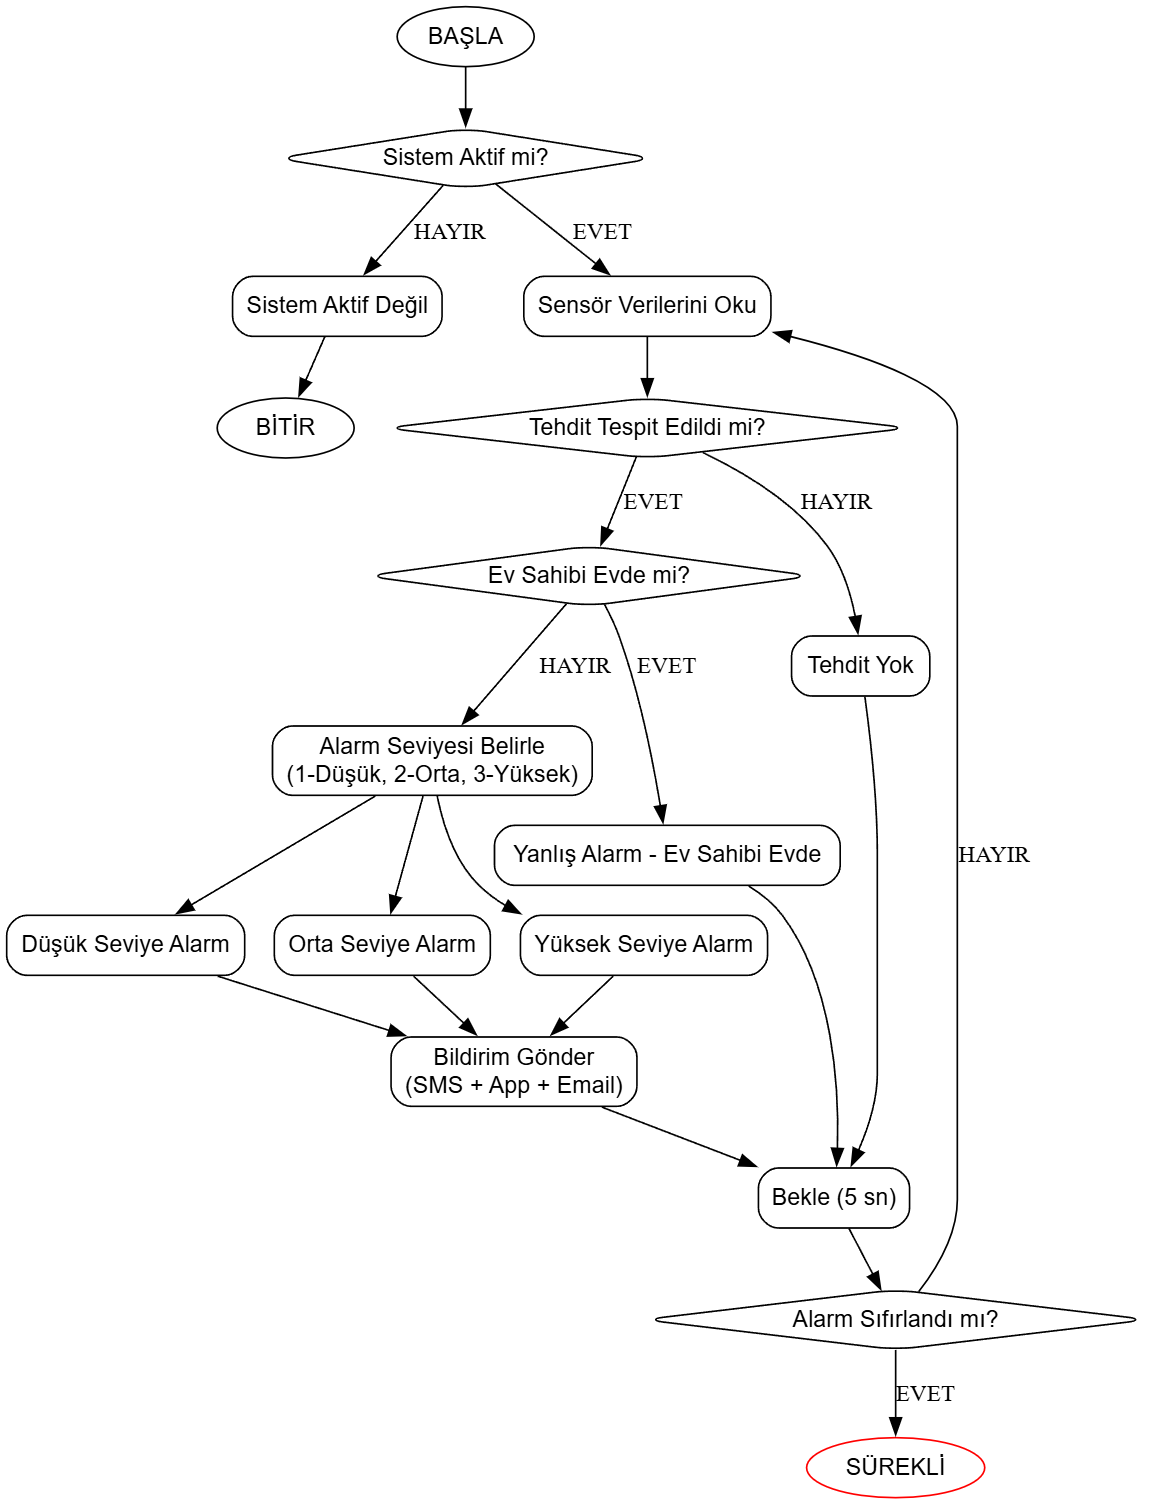 BAŞLA
Sistem Aktif mi?
HAYIR
EVET
Sistem Aktif Değil
Sensör Verilerini Oku
BİTİR
Tehdit Tespit Edildi mi?
EVET
HAYIR
Ev Sahibi Evde mi?
HAYIR
EVET
Tehdit Yok
Alarm Seviyesi Belirle
(1-Düşük, 2-Orta, 3-Yüksek)
Yanlış Alarm - Ev Sahibi Evde
HAYIR
Düşük Seviye Alarm
Orta Seviye Alarm
Yüksek Seviye Alarm
Bildirim Gönder
(SMS + App + Email)
Bekle (5 sn)
Alarm Sıfırlandı mı?
EVET
SÜREKLİ